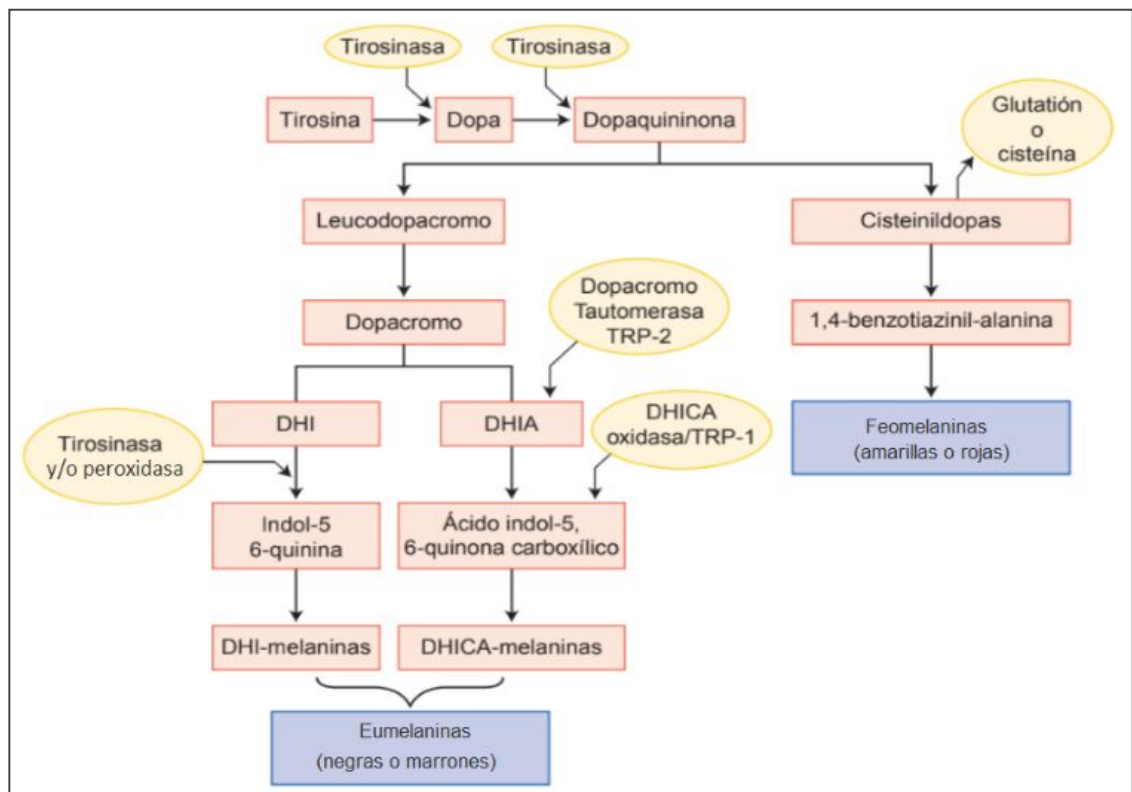 Tirosinasa
Tirosinasa
Tirosina
Dopa
Dopaquininona
Glutatión
o
cisteína
Leucodopacromo
Cisteinildopas
Dopacromo
Tautomerasa
TRP-2
Dopacromo
1,4-benzotiazinil-alanina
DHI
DHIA
DHICA
oxidasa/TRP-1
Feomelaninas
(amarillas o rojas)
Tirosinasa
y/o peroxidasa
Indol-5
6-quinina
Ácido indol-5,
6-quinona carboxílico
DHI-melaninas
DHICA-melaninas
Eumelaninas
(negras o marrones)